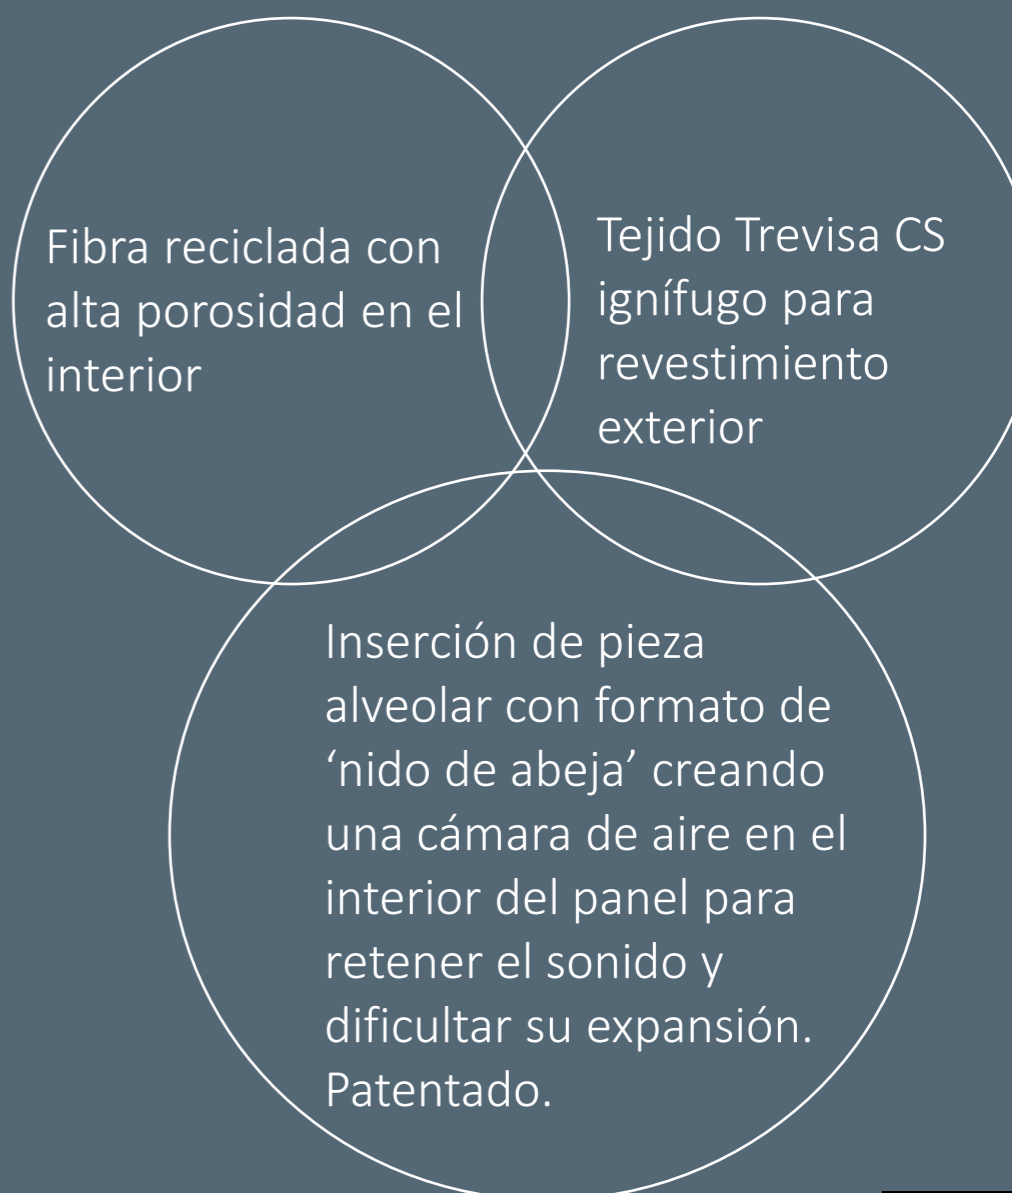 Fibra reciclada con
alta porosidad en el
interior
Tejido Trevisa CS
ignífugo para
revestimiento
exterior
Inserción de pieza
alveolar con formato de
‘nido de abeja’ creando
una cámara de aire en el
interior del panel para
retener el sonido y
dificultar su expansión.
Patentado.